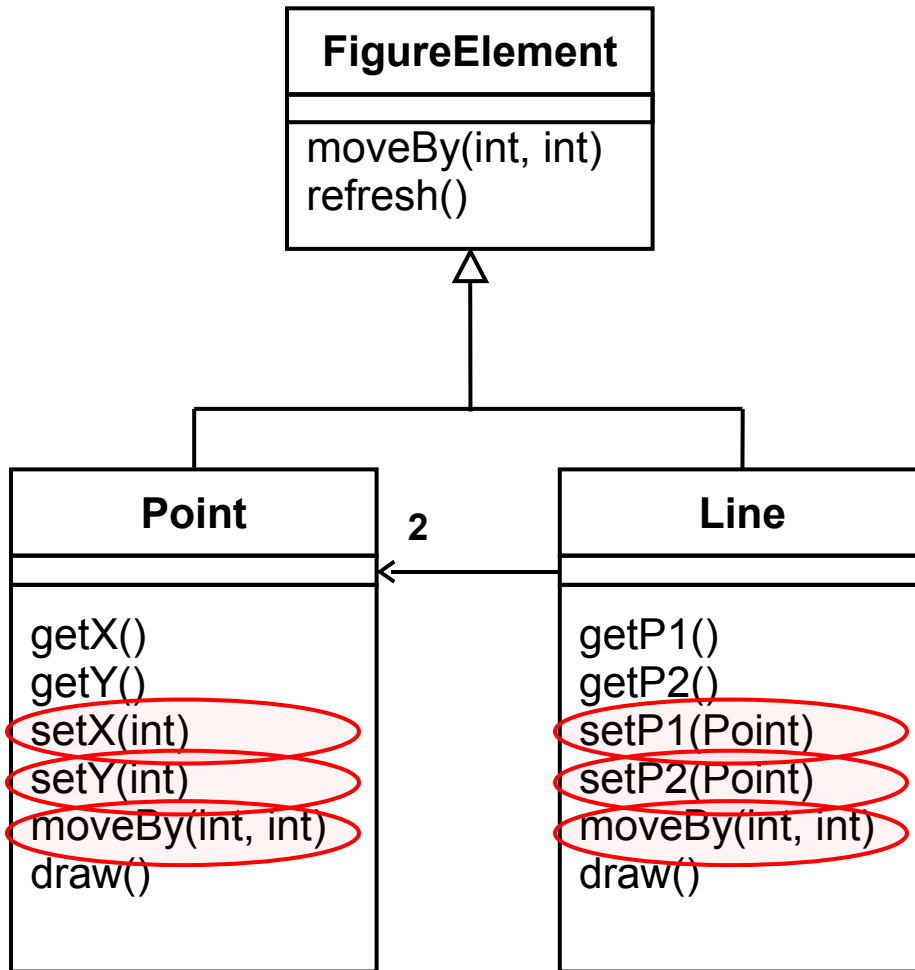 FigureElement
moveBy(int, int)
refresh()
Point
getX()
getY()
setX(int)
setY(int)
moveBy(int, int)
draw()
2
Line
getP1()
getP2()
setP1(Point)
setP2(Point)
moveBy(int, int)
draw()